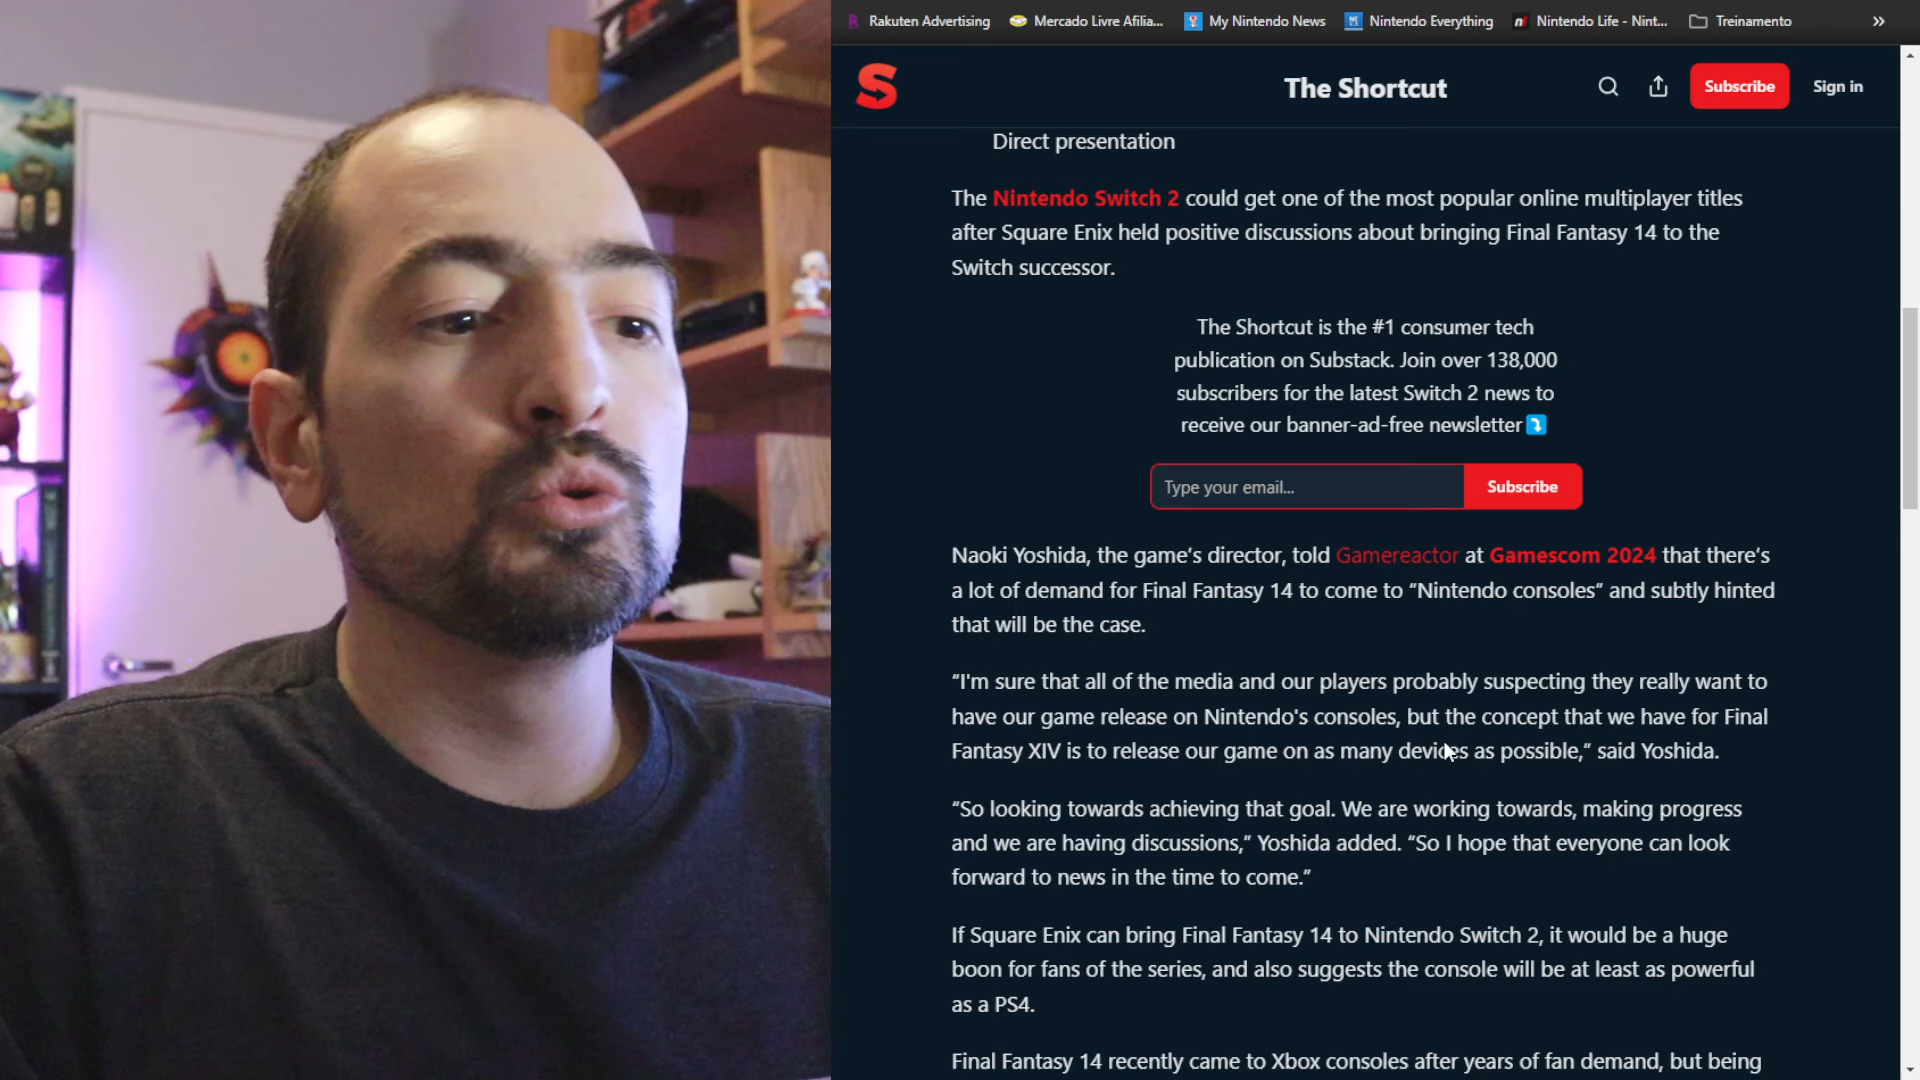 Rakuten Advertising
Mercado Livre Afilia...
My Nintendo News
Nintendo Everything
Nintendo Life - Nint...
Treinamento
The Shortcut
Subscribe
Sign in
Direct presentation
The Nintendo Switch 2 could get one of the most popular online multiplayer titles
after Square Enix held positive discussions about bringing Final Fantasy 14 to the
Switch successor.
The Shortcut is the #1 consumer tech
publication on Substack. Join over 138,000
subscribers for the latest Switch 2 news to
receive our banner-ad-free newsletter⤵️
Type your email...
Subscribe
Naoki Yoshida, the game’s director, told Gamereactor at Gamescom 2024 that there’s
a lot of demand for Final Fantasy 14 to come to “Nintendo consoles” and subtly hinted
that will be the case.
“I'm sure that all of the media and our players probably suspecting they really want to
have our game release on Nintendo's consoles, but the concept that we have for Final
Fantasy XIV is to release our game on as many devices as possible,” said Yoshida.
“So looking towards achieving that goal. We are working towards, making progress
and we are having discussions,” Yoshida added. “So I hope that everyone can look
forward to news in the time to come.”
If Square Enix can bring Final Fantasy 14 to Nintendo Switch 2, it would be a huge
boon for fans of the series, and also suggests the console will be at least as powerful
as a PS4.
Final Fantasy 14 recently came to Xbox consoles after years of fan demand, but being